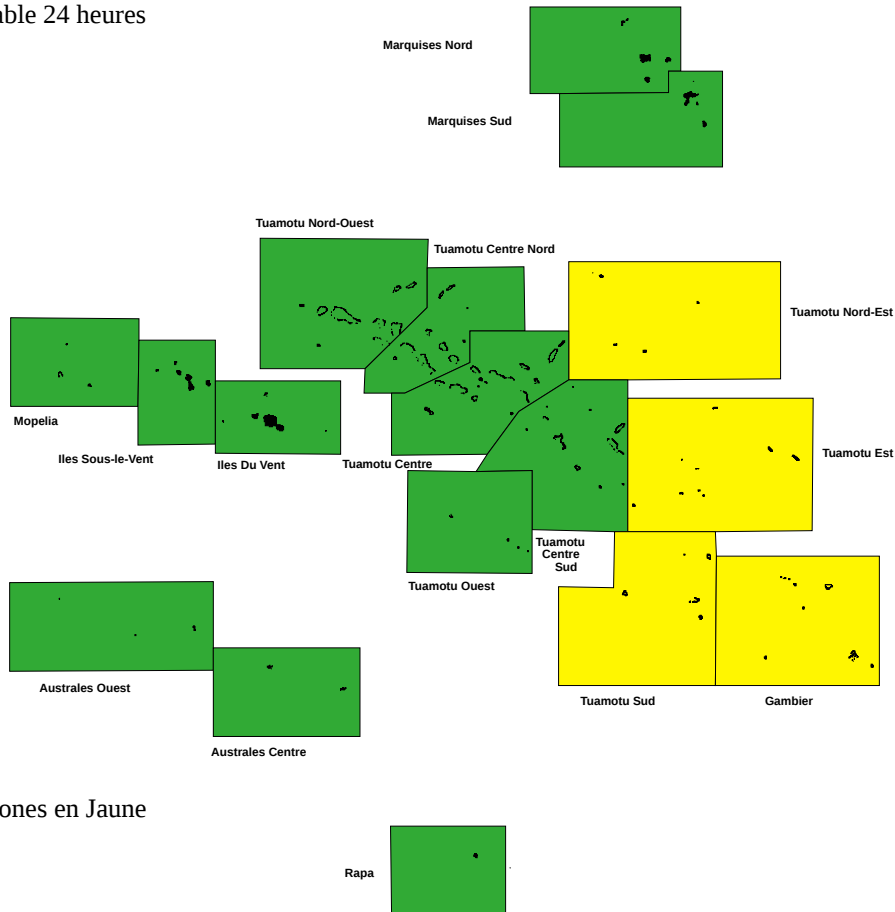 able 24 heures
Marquises Nord
Marquises Sud
Tuamotu Nord-Ouest
Tuamotu Centre Nord
Tuamotu Nord-Est
Mopelia
Iles Sous-le-Vent
Iles Du Vent
Tuamotu Centre
Tuamotu Est
Tuamotu
Centre
Sud
Tuamotu Ouest
Australes Ouest
Tuamotu Sud
Gambier
Australes Centre
ones en Jaune
Rapa